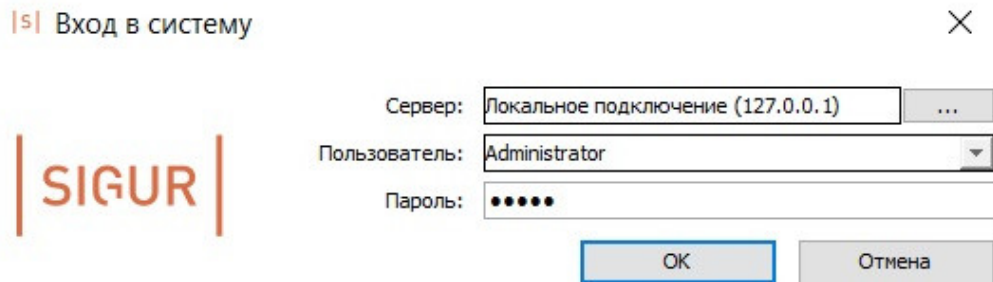 |s| Вход в систему
Сервер: Локальное подключение (127.0.0.1) ...
SIGUR
Пользователь: Administrator
Пароль: •••••
OK Отмена